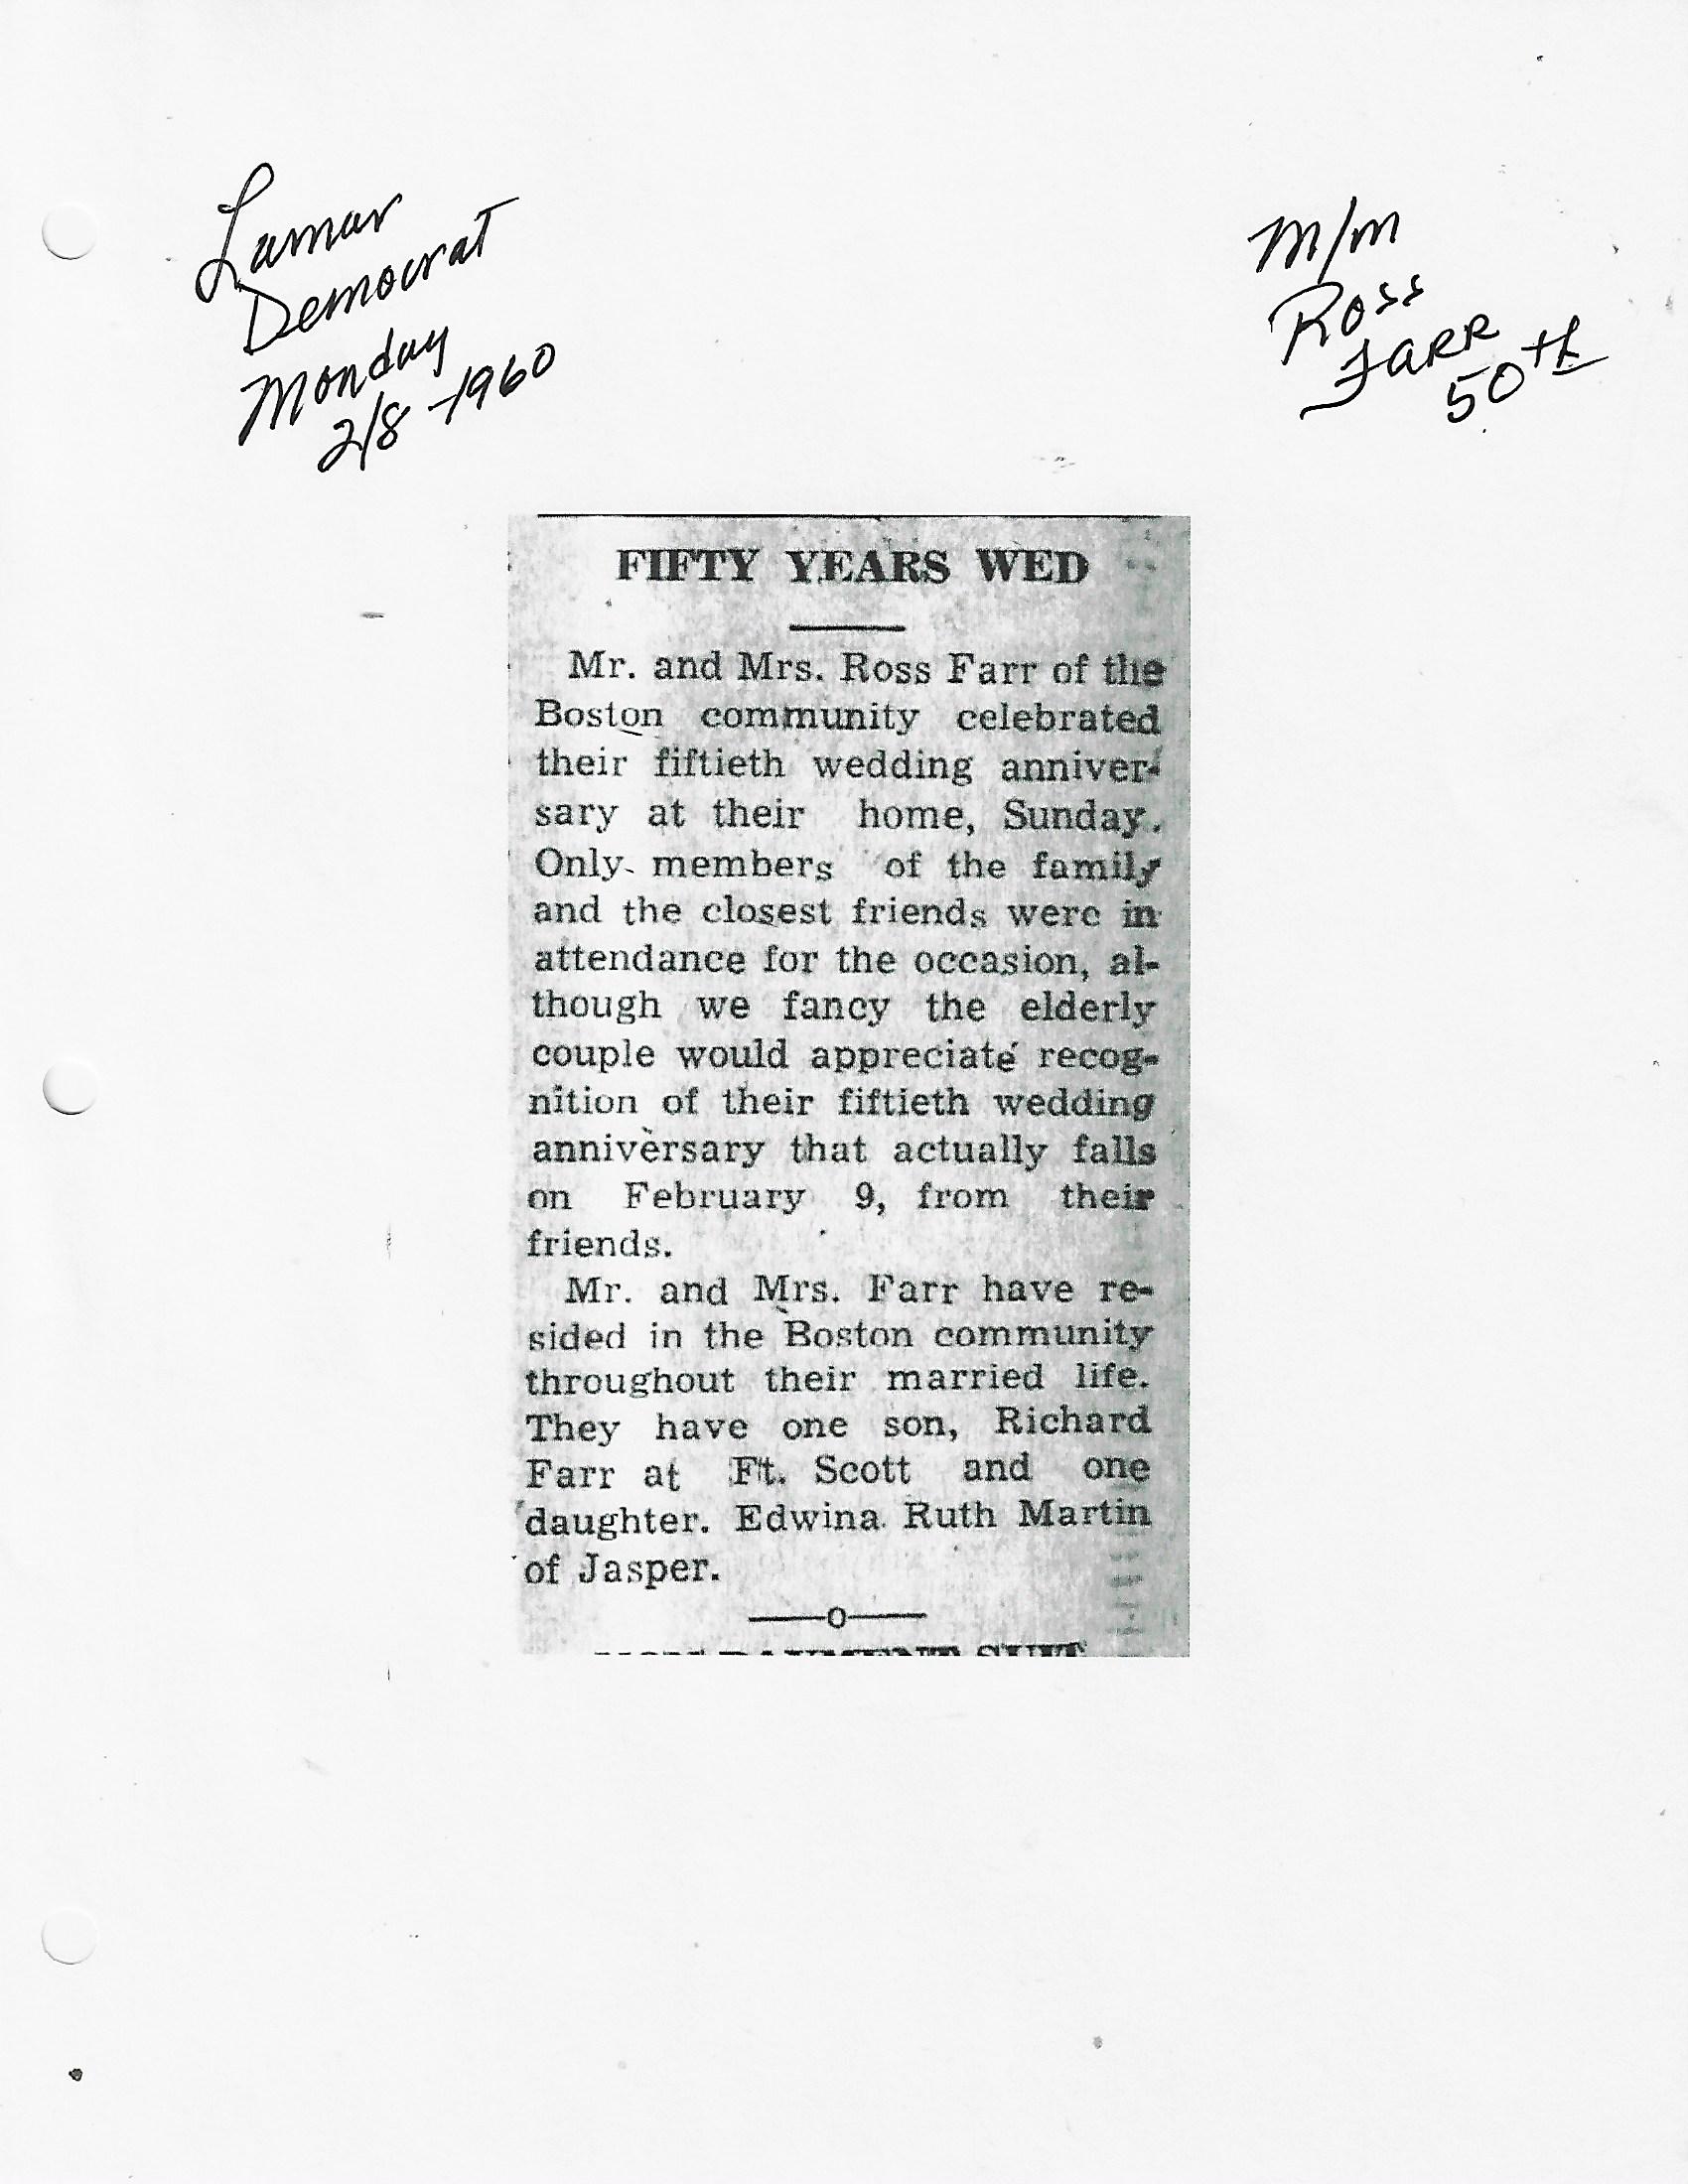 Lamar
Democrat
Monday
2/8-1960
M/M
Ross
FARR
50th
FIFTY YEARS WED
Mr. and Mrs. Ross Farr of the
Boston community celebrated
their fiftieth wedding anniver-
sary at their home, Sunday.
Only members of the family
and the closest friends were in
attendance for the occasion, al-
though we fancy the elderly
couple would appreciate recog-
nition of their fiftieth wedding
anniversary that actually falls
on February 9, from their
friends.
Mr. and Mrs. Farr have re-
sided in the Boston community
throughout their married life.
They have one son, Richard
Farr at Ft. Scott and one
daughter. Edwina Ruth Martin
of Jasper.
—o—
PAYMENT SUIT